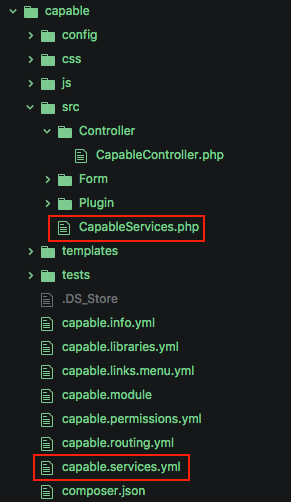 capable
config
css
js
src
Controller
CapableController.php
Form
Plugin
CapableServices.php
templates
tests
.DS_Store
capable.info.yml
capable.libraries.yml
capable.links.menu.yml
capable.module
capable.permissions.yml
capable.routing.yml
capable.services.yml
composer.json